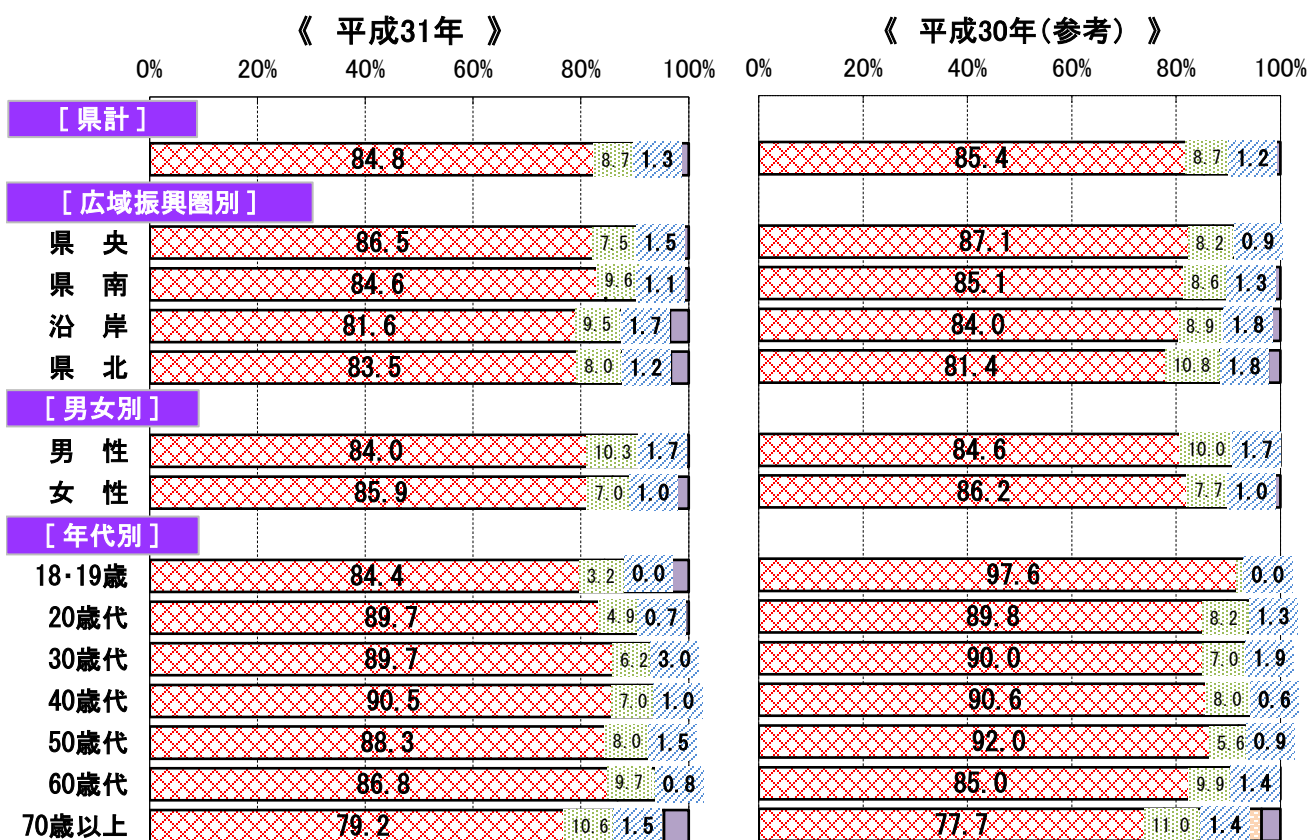 《 平成31年 》 《 平成30年(参考) 》
0% 20% 40% 60% 80% 100% 0% 20% 40% 60% 80% 100%
[ 県計 ]
84.8 8.7 1.3 85.4 8.7 1.2
[ 広域振興圏別 ]
県 央 86.5 7.5 1.5 87.1 8.2 0.9
県 南 84.6 9.6 1.1 85.1 8.6 1.3
沿 岸 81.6 9.5 1.7 84.0 8.9 1.8
県 北 83.5 8.0 1.2 81.4 10.8 1.8
[ 男女別 ]
男 性 84.0 10.3 1.7 84.6 10.0 1.7
女 性 85.9 7.0 1.0 86.2 7.7 1.0
[ 年代別 ]
18・19歳 84.4 3.2 0.0 97.6 0.0
20歳代 89.7 4.9 0.7 89.8 8.2 1.3
30歳代 89.7 6.2 3.0 90.0 7.0 1.9
40歳代 90.5 7.0 1.0 90.6 8.0 0.6
50歳代 88.3 8.0 1.5 92.0 5.6 0.9
60歳代 86.8 9.7 0.8 85.0 9.9 1.4
70歳以上 79.2 10.6 1.5 77.7 11.0 1.4